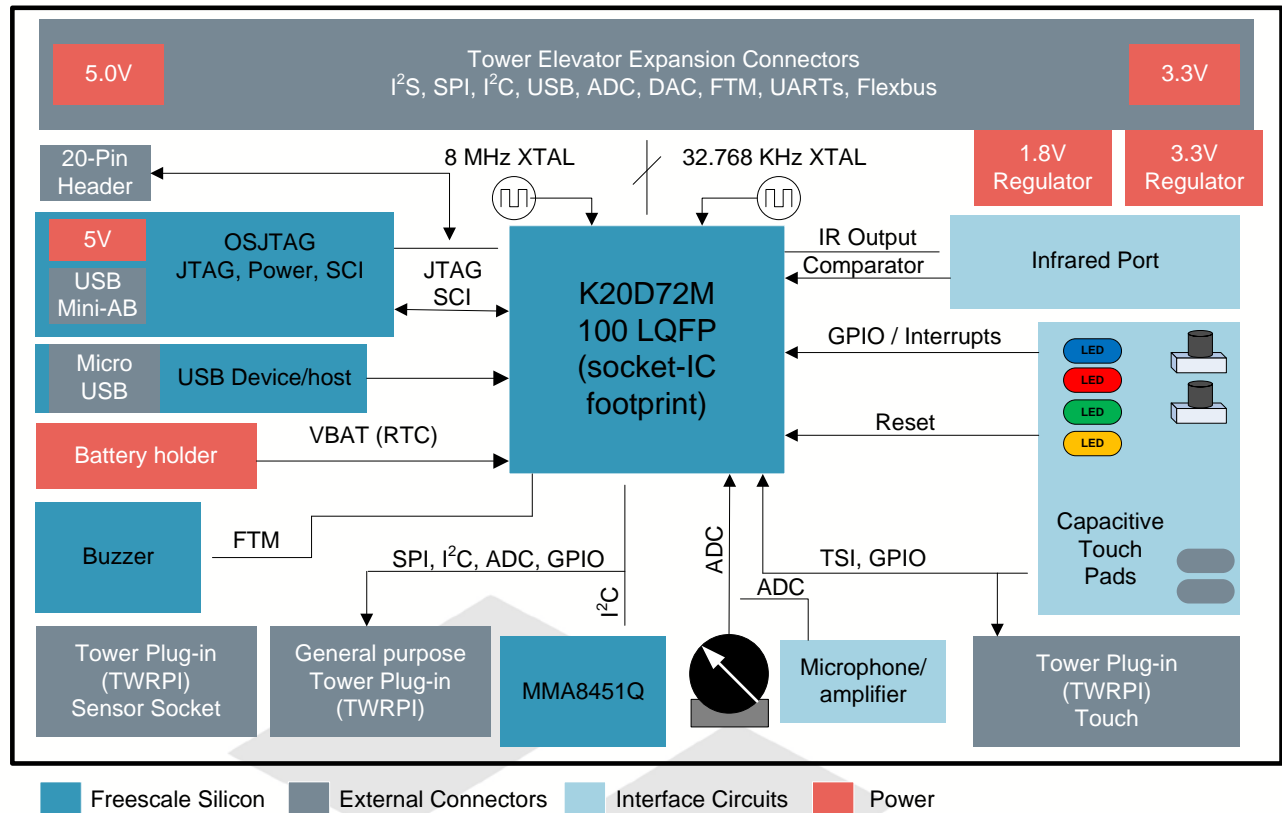 5.0V
Tower Elevator Expansion Connectors
I²S, SPI, I²C, USB, ADC, DAC, FTM, UARTs, Flexbus
3.3V
20-Pin
Header
8 MHz XTAL
32.768 KHz XTAL
1.8V
Regulator
3.3V
Regulator
5V
USB
Mini-AB
OSJTAG
JTAG, Power, SCI
JTAG
SCI
K20D72M
100 LQFP
(socket-IC
footprint)
IR Output
Comparator
Infrared Port
Micro
USB
USB Device/host
GPIO / Interrupts
LED
LED
LED
LED
Reset
Battery holder
VBAT (RTC)
Buzzer
FTM
SPI, I²C, ADC, GPIO
I²C
ADC
TSI, GPIO
ADC
Capacitive
Touch
Pads
Tower Plug-in
(TWRPI)
Sensor Socket
General purpose
Tower Plug-in
(TWRPI)
MMA8451Q
Microphone/
amplifier
Tower Plug-in
(TWRPI)
Touch
Freescale Silicon
External Connectors
Interface Circuits
Power